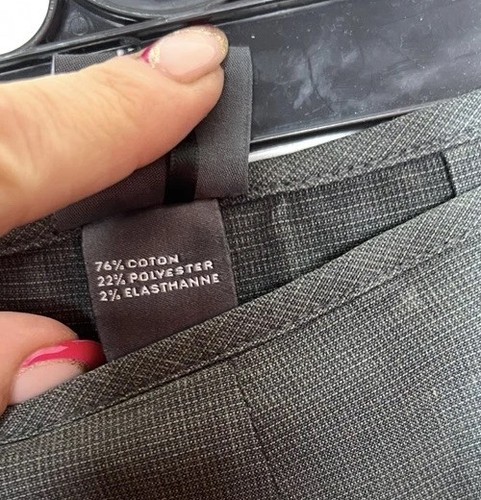 76% COTON
22% POLYESTER
2% ELASTHANNE